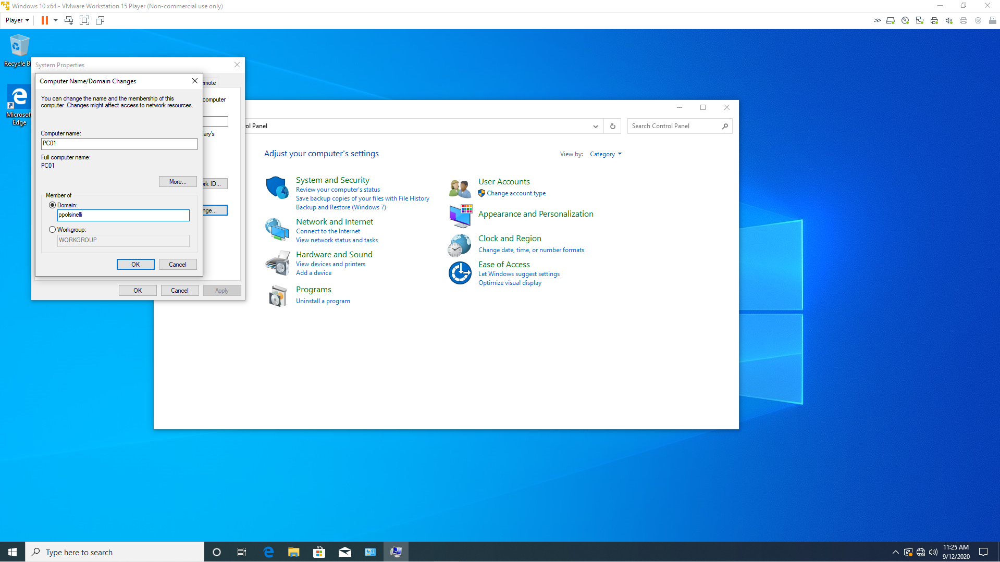 Windows 10 x64 - VMware Workstation 15 Player (Non-commercial use only)
Player
Recycle B
Microsof
Edge
System Properties
Computer Name/Domain Changes
emote
You can change the name and the membership of this
computer. Changes might affect access to network resources.
computer
ary's
Computer name:
PC01
Full computer name:
PC01
More...
rk ID...
Member of
Domain:
ppolsinelli
nge...
Workgroup:
WORKGROUP
OK
Cancel
OK
Cancel
Apply
ol Panel
Search Control Panel
Adjust your computer's settings
View by:
Category
System and Security
Review your computer's status
Save backup copies of your files with File History
Backup and Restore (Windows 7)
Network and Internet
Connect to the Internet
View network status and tasks
Hardware and Sound
View devices and printers
Add a device
Programs
Uninstall a program
User Accounts
Change account type
Appearance and Personalization
Clock and Region
Change date, time, or number formats
Ease of Access
Let Windows suggest settings
Optimize visual display
Type here to search
11:25 AM
9/12/2020